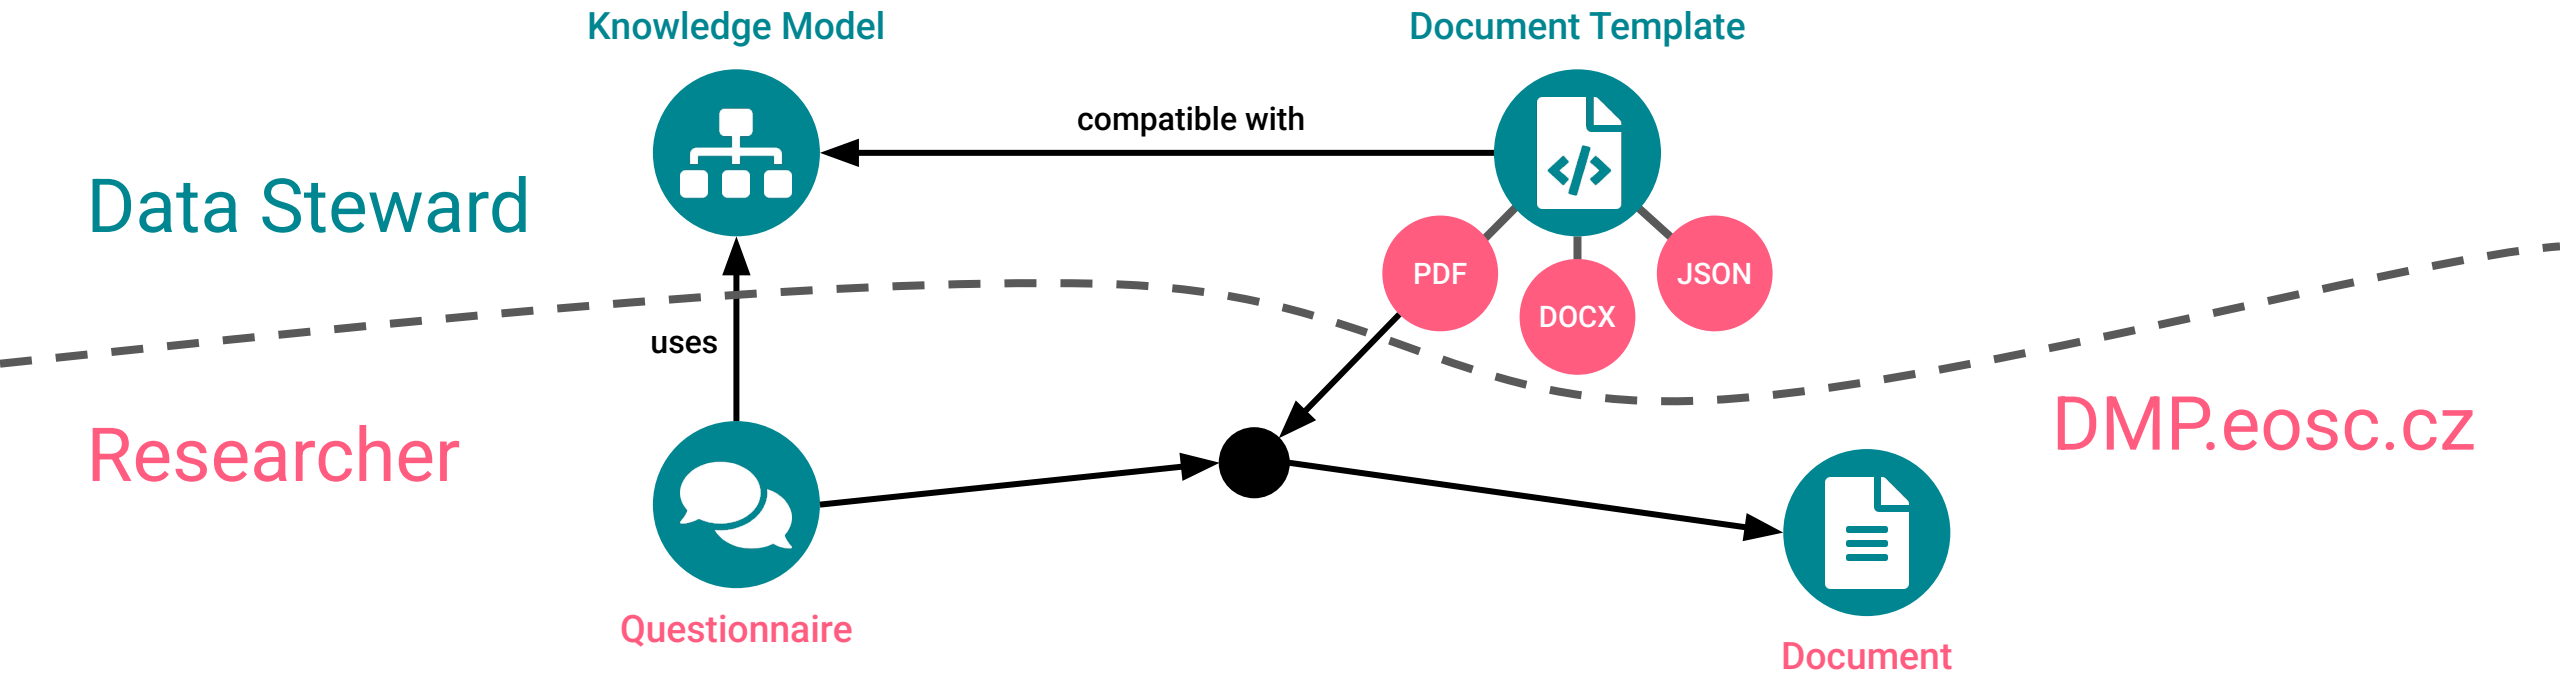 Knowledge Model
Document Template
compatible with
Data Steward
PDF
DOCX
JSON
uses
Researcher
DMP.eosc.cz
Questionnaire
Document